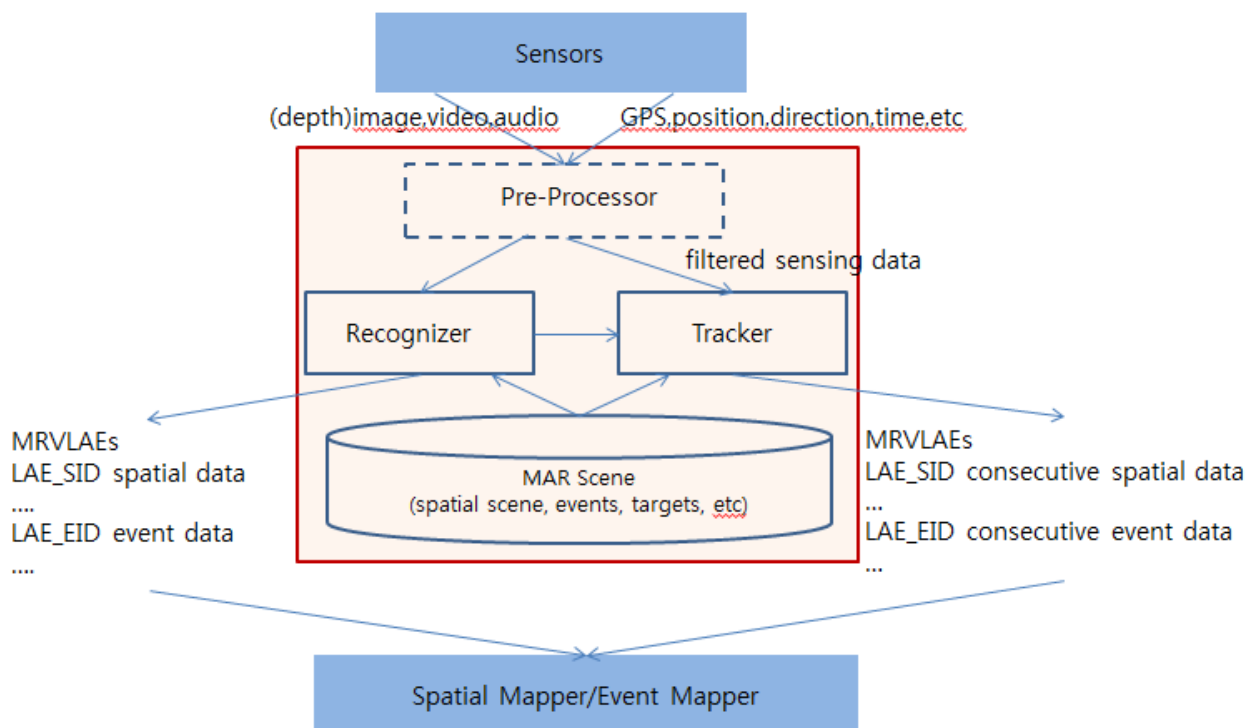 Sensors
(depth)image,video,audio
GPS,position,direction,time,etc
Pre-Processor
filtered sensing data
Recognizer
Tracker
MAR Scene
(spatial scene, events, targets, etc)
MRVLAEs
LAE_SID spatial data
....
LAE_EID event data
....
MRVLAEs
LAE_SID consecutive spatial data
...
LAE_EID consecutive event data
...
Spatial Mapper/Event Mapper